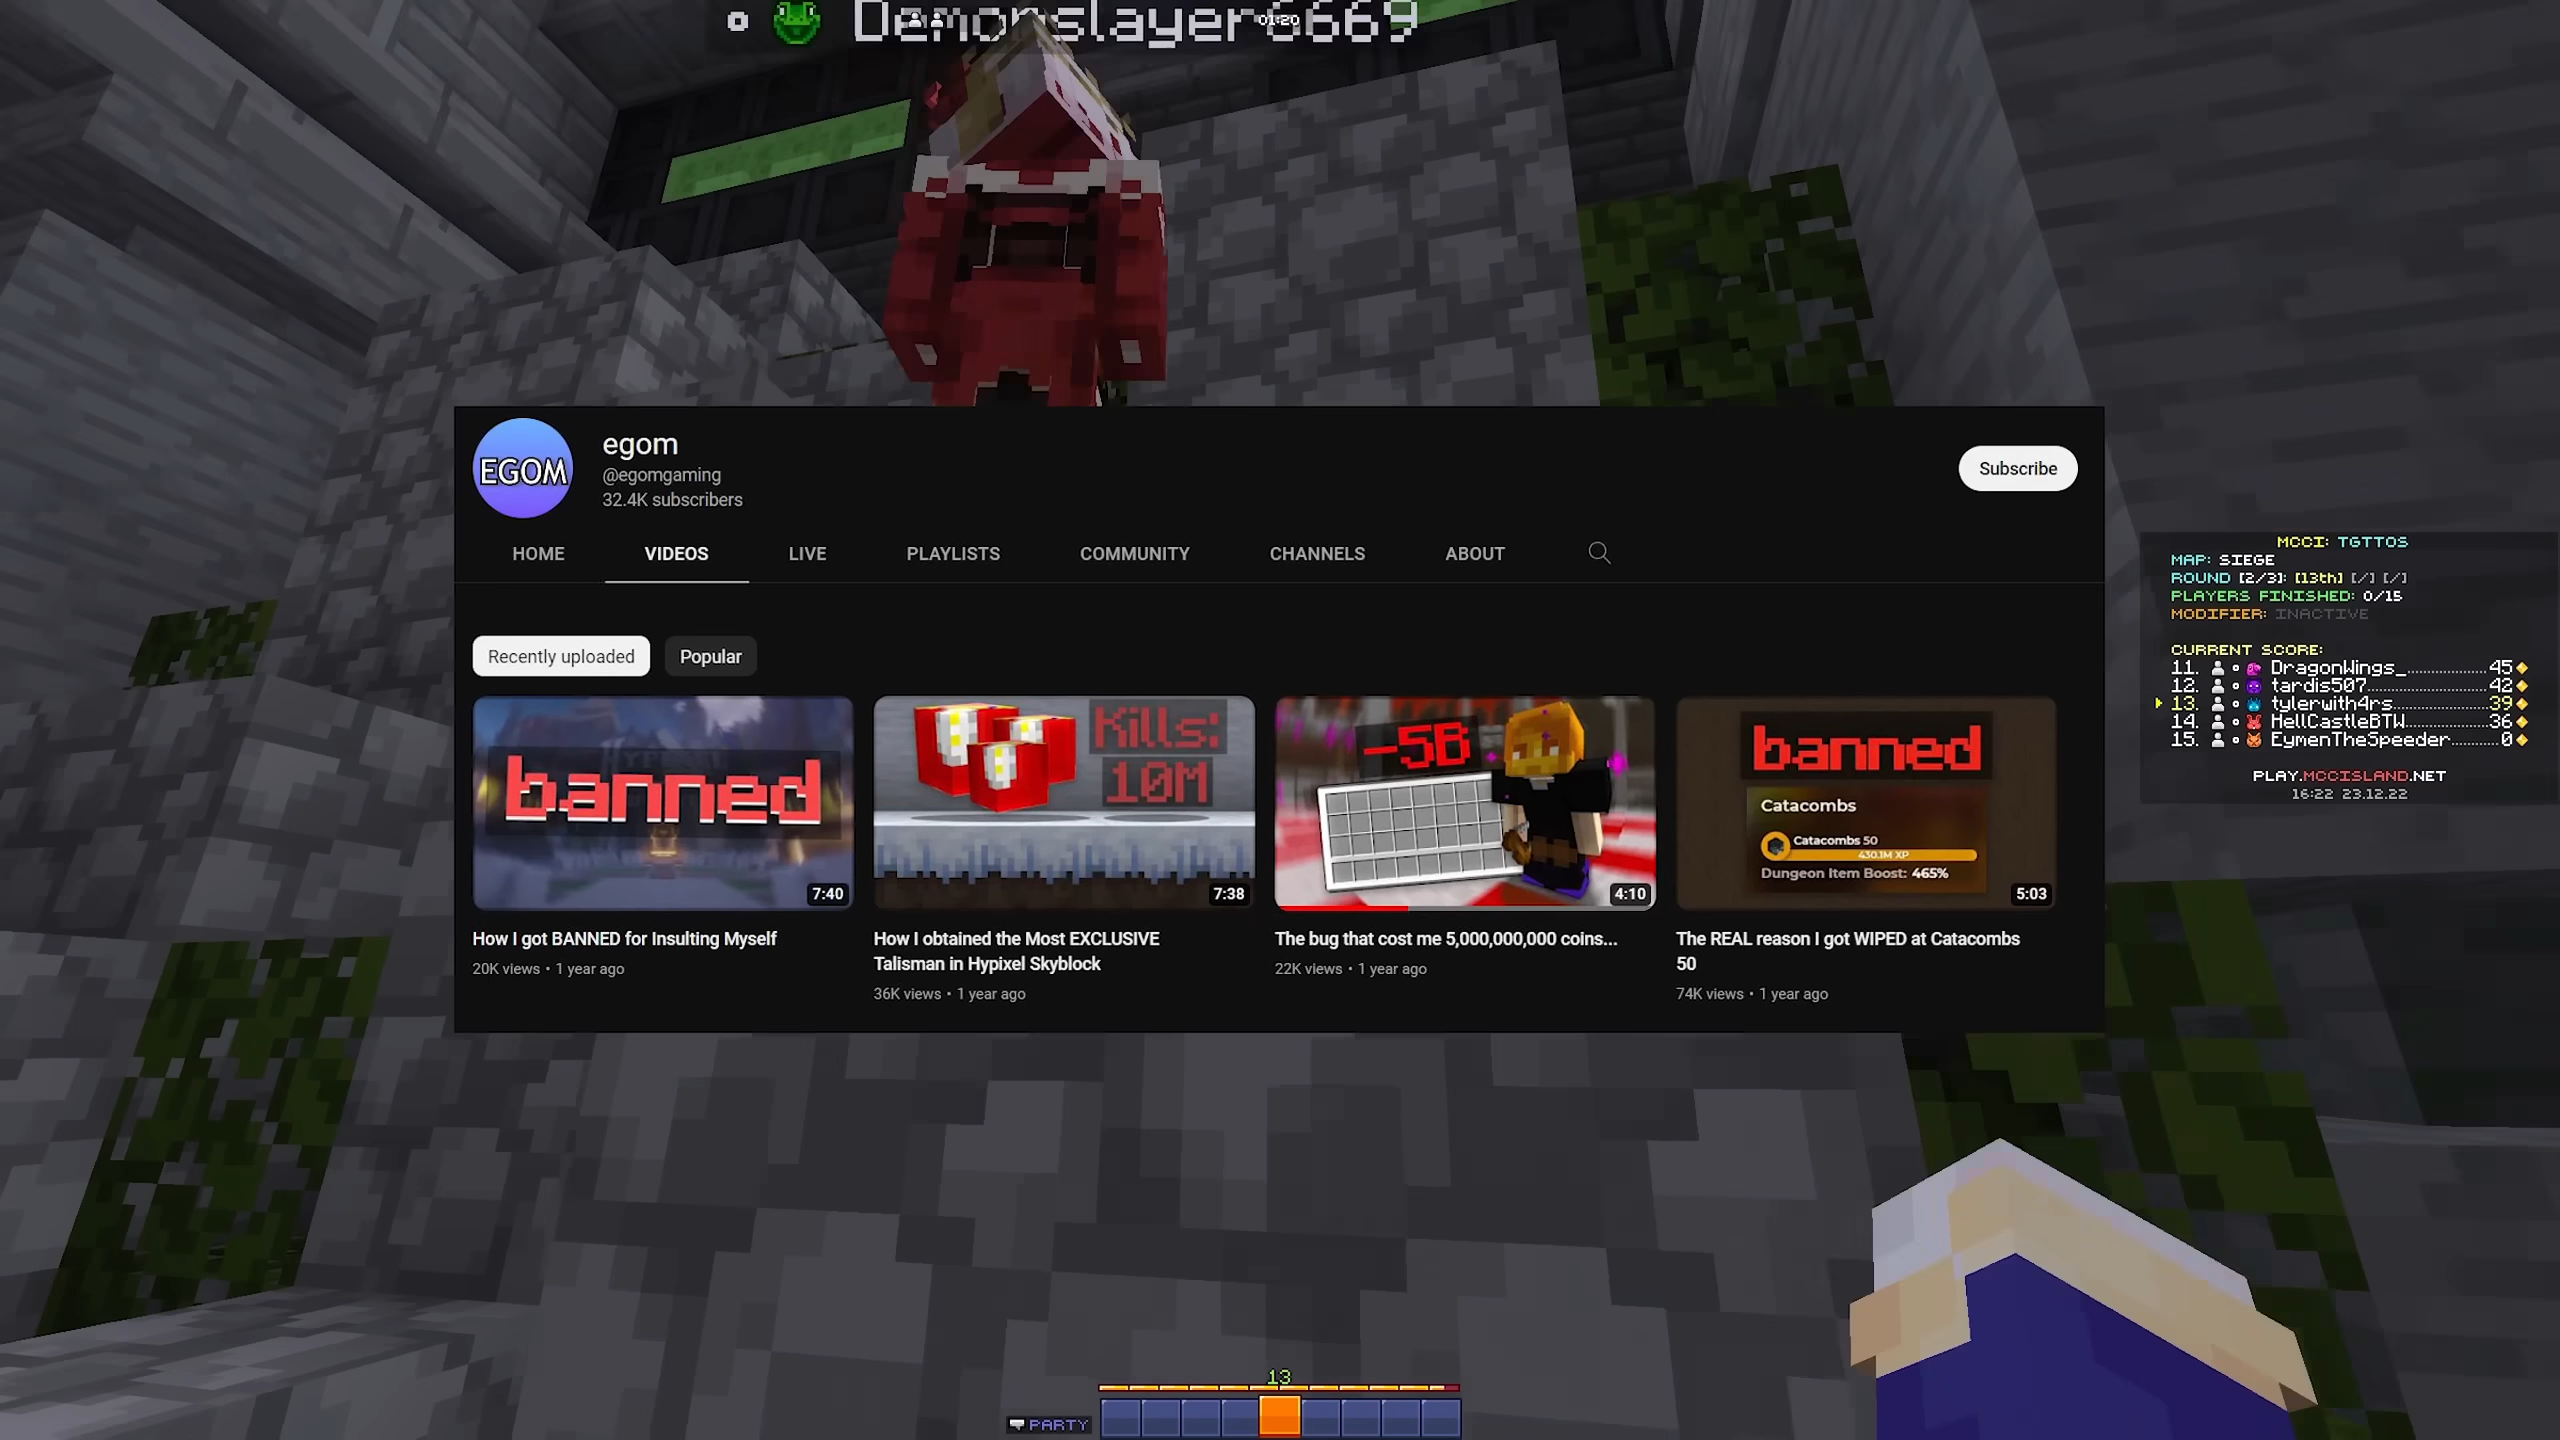 Demonslayer6669
01:20
EGOM
egom
@egomgaming
32.4K subscribers
Subscribe
HOME VIDEOS LIVE PLAYLISTS COMMUNITY CHANNELS ABOUT
Recently uploaded Popular
banned
7:40
Kills:
10M
7:38
-5B
4:10
banned
Catacombs
Catacombs 50
430.1M XP
Dungeon Item Boost: 465%
5:03
How I got BANNED for Insulting Myself
20K views • 1 year ago
How I obtained the Most EXCLUSIVE
Talisman in Hypixel Skyblock
36K views • 1 year ago
The bug that cost me 5,000,000,000 coins...
22K views • 1 year ago
The REAL reason I got WIPED at Catacombs
50
74K views • 1 year ago
MCCI: TGTTOS
MAP: SIEGE
ROUND [2/3]: [13th] [/] [/]
PLAYERS FINISHED: 0/15
MODIFIER: INACTIVE
CURRENT SCORE:
11. DragonWings_ 45
12. tardis507 42
13. tylerwith4rs 39
14. HellCastleBTW 36
15. EymenTheSpeeder 0
PLAY.MCCISLAND.NET
16:22 23.12.22
13
PARTY